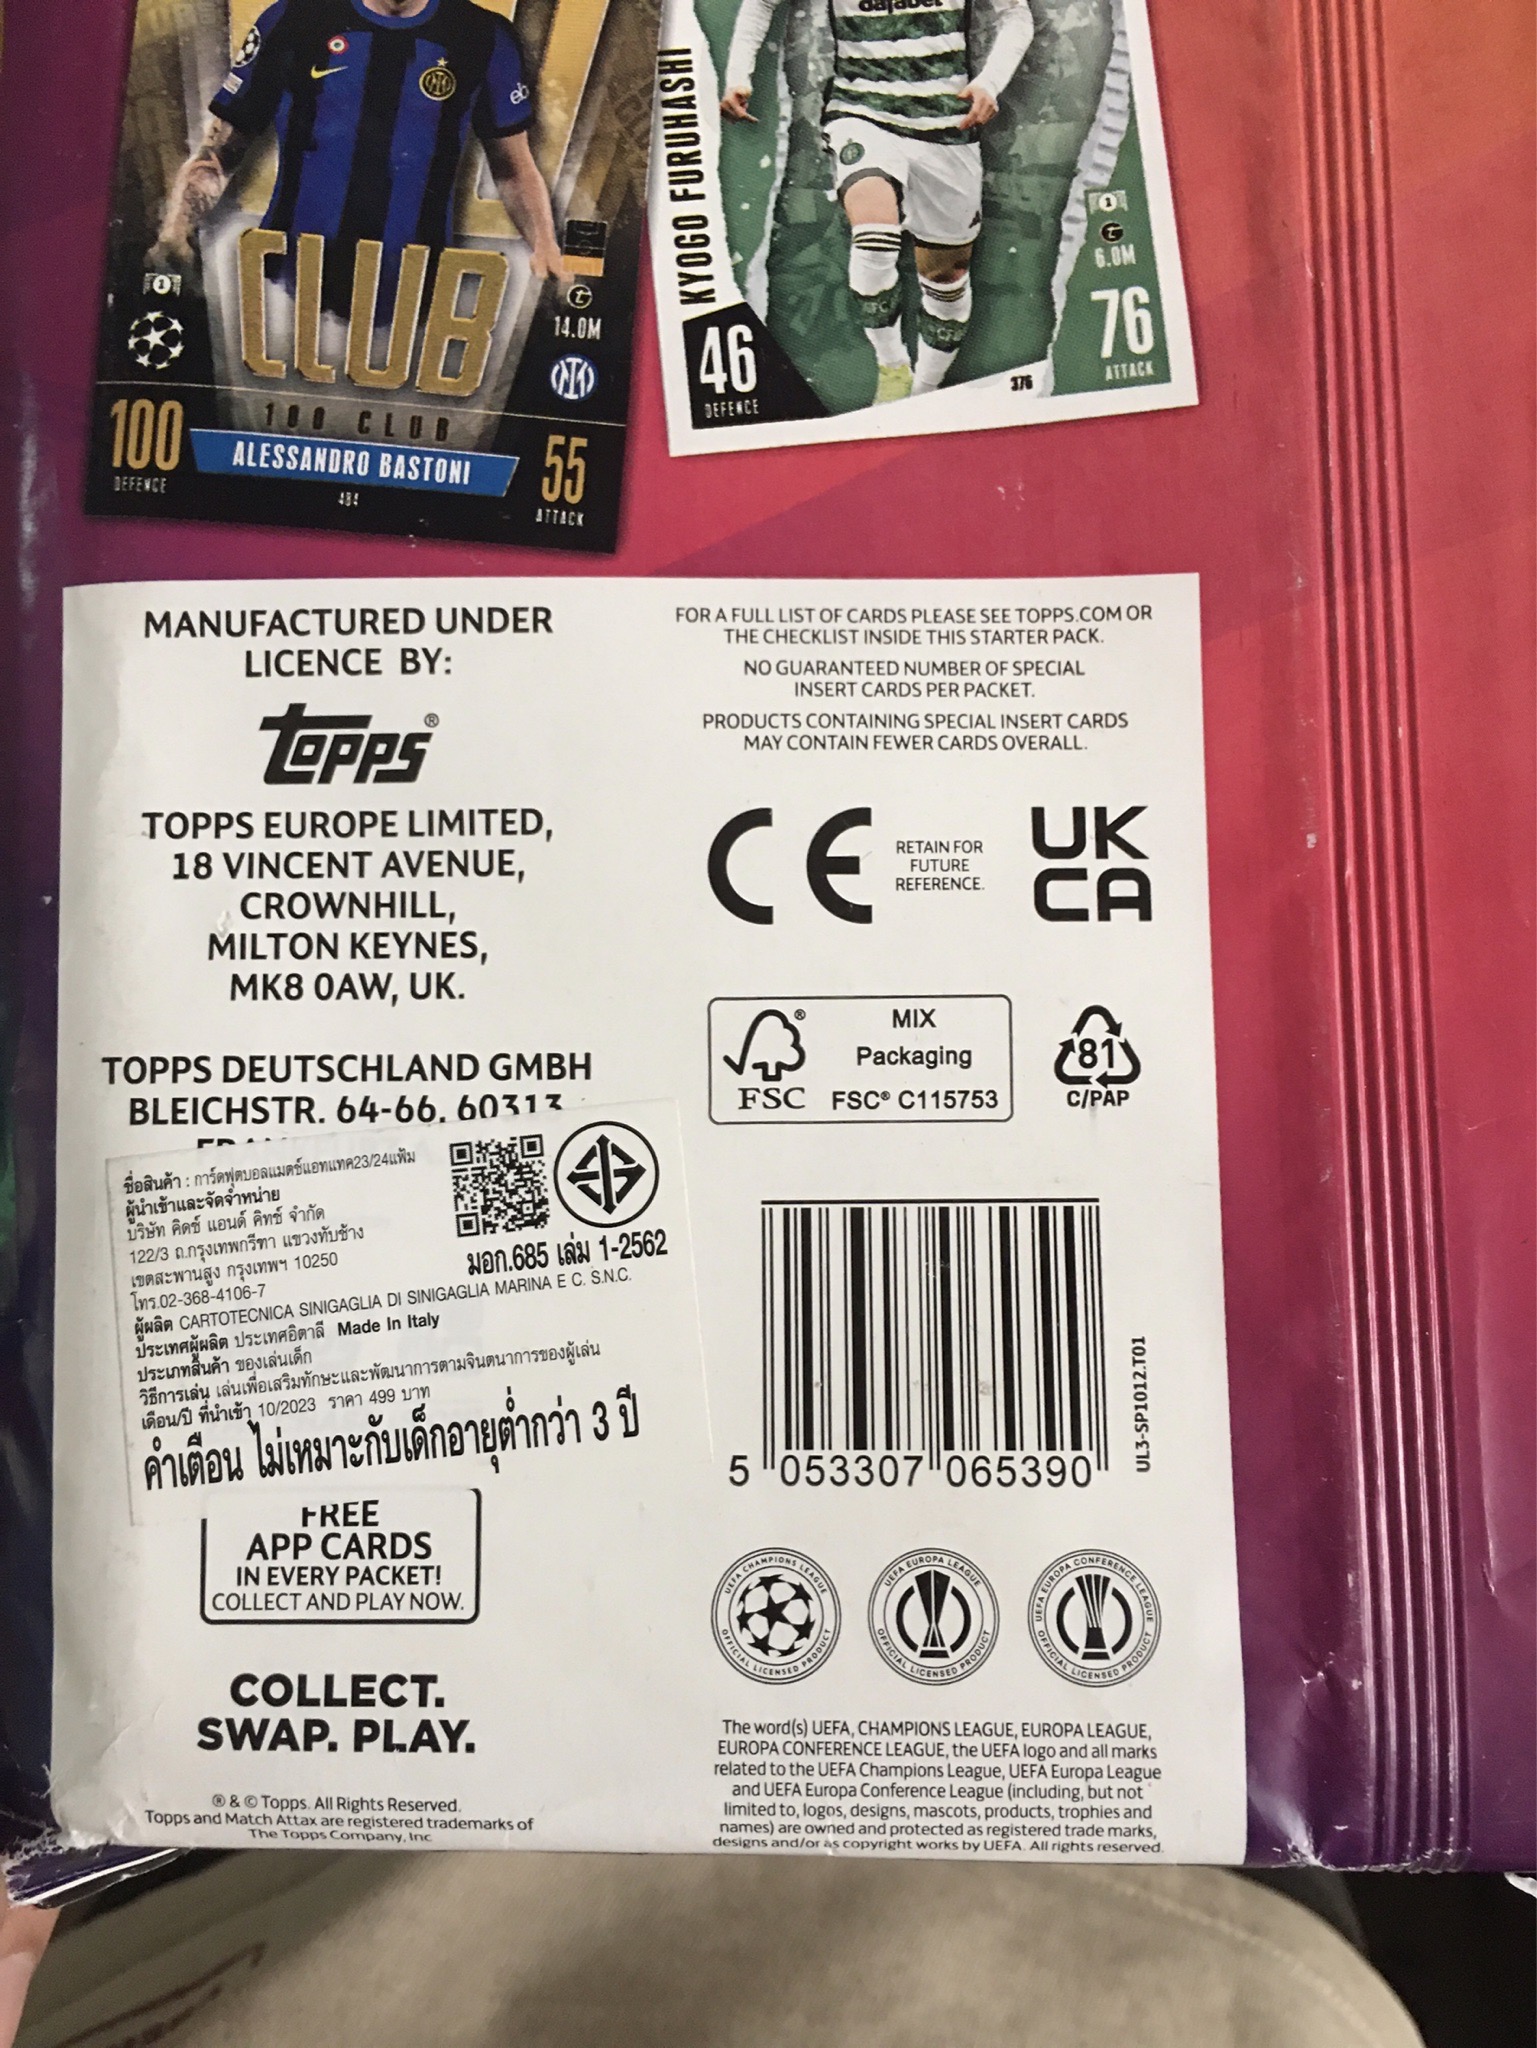 dafabet
eb
KYOGO FURUHASHI
1
6.0M
46
DEFENCE
376
76
ATTACK
1
14.0M
CLUB
100 CLUB
100
DEFENCE
ALESSANDRO BASTONI
484
55
ATTACK
MANUFACTURED UNDER
LICENCE BY:
TOPPS®
TOPPS EUROPE LIMITED,
18 VINCENT AVENUE,
CROWNHILL,
MILTON KEYNES,
MK8 0AW, UK.
TOPPS DEUTSCHLAND GMBH
BLEICHSTR. 64-66, 60313
ชื่อสินค้า : การ์ดฟุตบอลแมตช์แอทแทค23/24แฟ้ม
ผู้นำเข้าและจัดจำหน่าย
บริษัท คิดซ์ แอนด์ คิทซ์ จำกัด
122/3 ถ.กรุงเทพกรีฑา แขวงทับช้าง
เขตสะพานสูง กรุงเทพฯ 10250
โทร.02-368-4106-7
มอก.685 เล่ม 1-2562
ผู้ผลิต CARTOTECNICA SINIGAGLIA DI SINIGAGLIA MARINA E C. S.N.C.
ประเทศผู้ผลิต ประเทศอิตาลี Made In Italy
ประเภทสินค้า ของเล่นเด็ก
วิธีการเล่น เล่นเพื่อเสริมทักษะและพัฒนาการตามจินตนาการของผู้เล่น
เดือน/ปี ที่นำเข้า 10/2023 ราคา 499 บาท
คำเตือน ไม่เหมาะกับเด็กอายุต่ำกว่า 3 ปี
FREE
APP CARDS
IN EVERY PACKET!
COLLECT AND PLAY NOW.
COLLECT.
SWAP. PLAY.
® & © Topps. All Rights Reserved.
Topps and Match Attax are registered trademarks of
The Topps Company, Inc
FOR A FULL LIST OF CARDS PLEASE SEE TOPPS.COM OR
THE CHECKLIST INSIDE THIS STARTER PACK.
NO GUARANTEED NUMBER OF SPECIAL
INSERT CARDS PER PACKET.
PRODUCTS CONTAINING SPECIAL INSERT CARDS
MAY CONTAIN FEWER CARDS OVERALL.
CE
RETAIN FOR
FUTURE
REFERENCE.
UK
CA
FSC
®
MIX
Packaging
FSC® C115753
81
C/PAP
5 053307 065390
UL3-SP1012.T01
UEFA CHAMPIONS LEAGUE
OFFICIAL LICENSED PRODUCT
UEFA EUROPA LEAGUE
OFFICIAL LICENSED PRODUCT
UEFA EUROPA CONFERENCE LEAGUE
OFFICIAL LICENSED PRODUCT
The word(s) UEFA, CHAMPIONS LEAGUE, EUROPA LEAGUE,
EUROPA CONFERENCE LEAGUE, the UEFA logo and all marks
related to the UEFA Champions League, UEFA Europa League
and UEFA Europa Conference League (including, but not
limited to, logos, designs, mascots, products, trophies and
names) are owned and protected as registered trade marks,
designs and/or as copyright works by UEFA. All rights reserved.